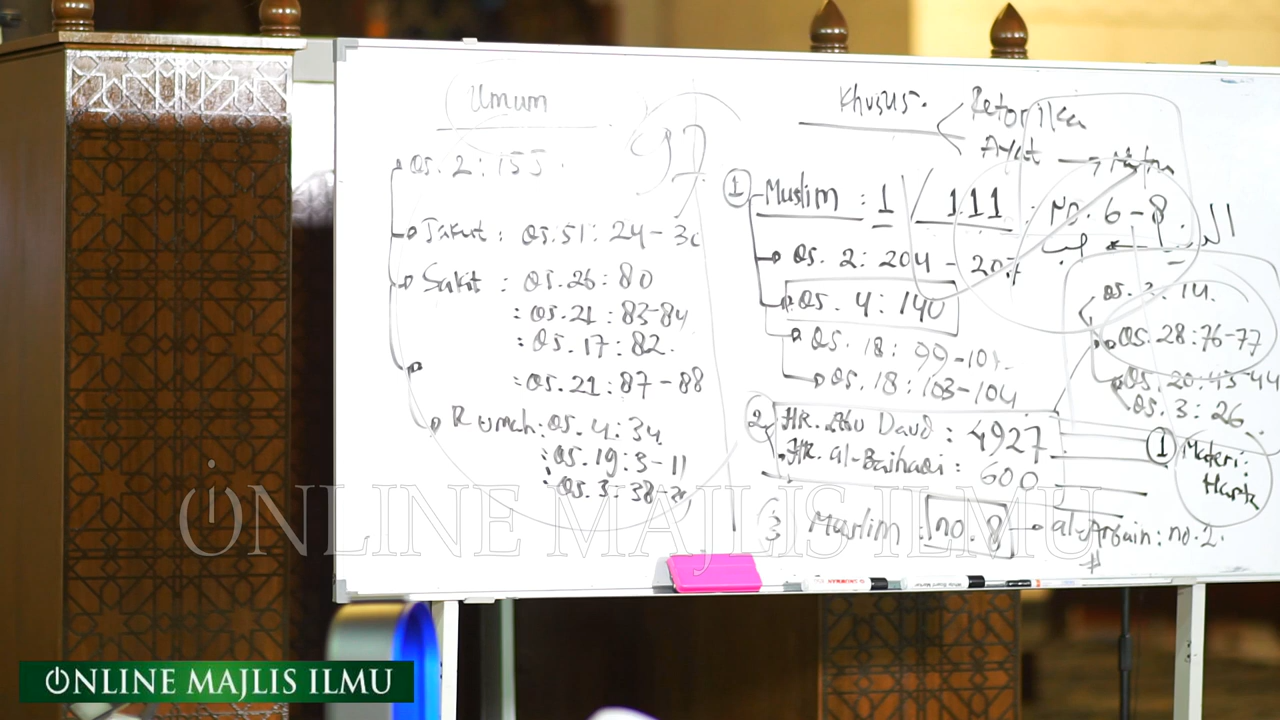 Umum
Qs. 2 : 155
Takut : Qs. 51 : 24 - 30
Sakit : Qs. 26 : 80
: Qs. 21 : 83-84
: Qs. 17 : 82
: Qs. 21 : 87 - 88
Rumah : Qs. 4 : 34
: Qs. 19 : 3 - 11
: Qs. 3 : 38 -
Khusus. Retorika
Ayat →
1 Muslim : 1 / 111 : No. 6 - 8
Qs. 2 : 204 - 207
Qs. 4 : 140
Qs. 18 : 99 - 101
Qs. 18 : 103 - 104
2 HR. Abu Daud : 4927
HR. al-Baihaqi : 600
3 Muslim : no. 8 → al-Arbain : no. 2.
Qs. 3 : 14.
Qs. 28 : 76 - 77
Qs. 3 : 26
1 Materi :
Harta
ONLINE MAJLIS ILMU
ONLINE MAJLIS ILMU